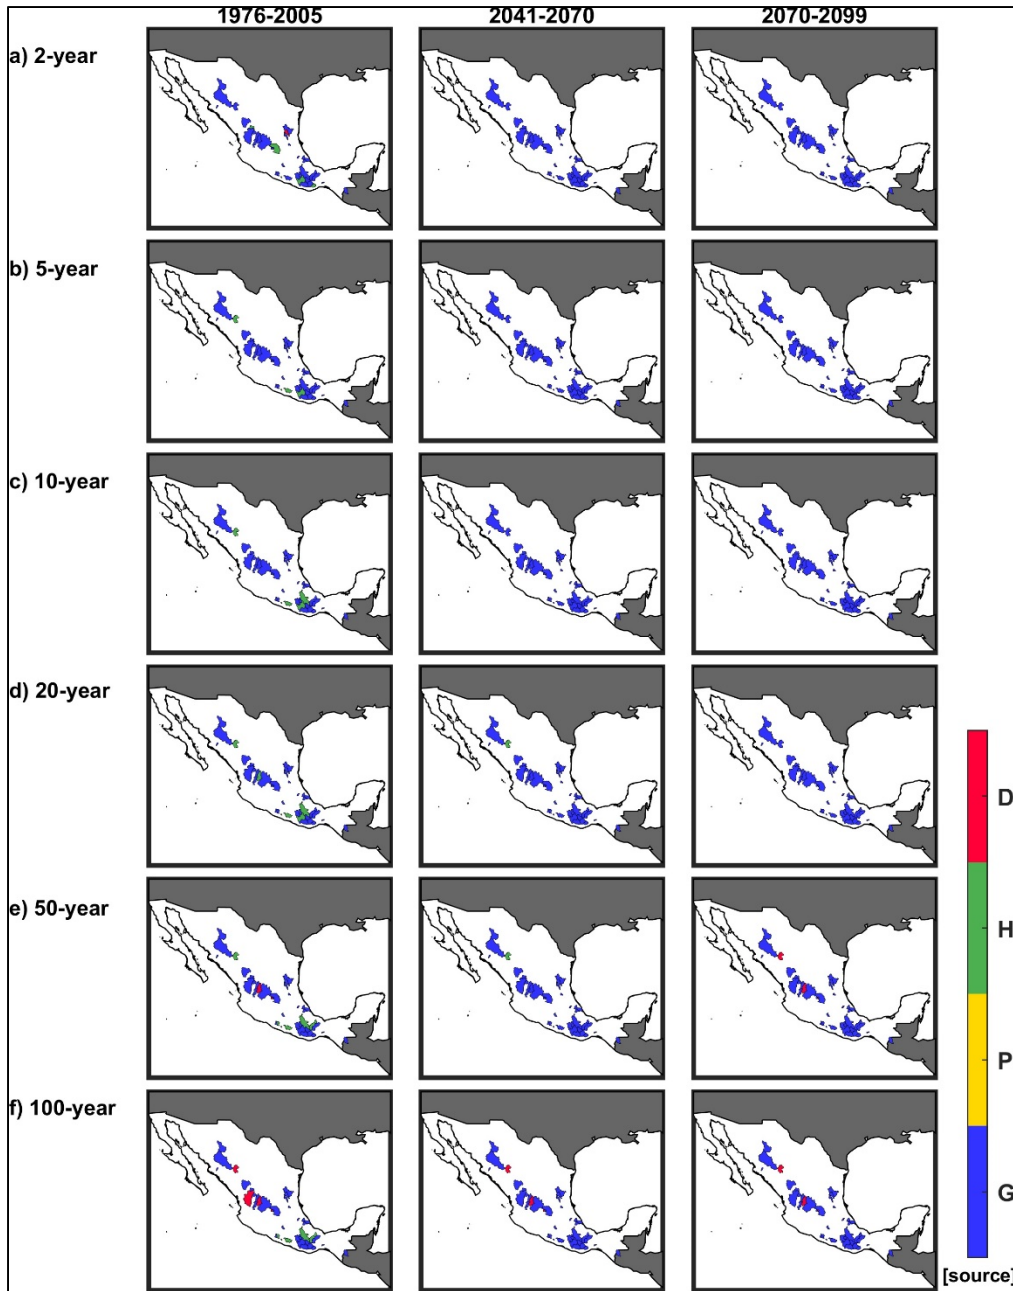 1976-2005 2041-2070 2070-2099
a) 2-year
b) 5-year
c) 10-year
d) 20-year
e) 50-year
f) 100-year
D
H
P
G
[source]